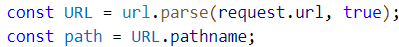 const URL = url.parse(request.url, true);
const path = URL.pathname;